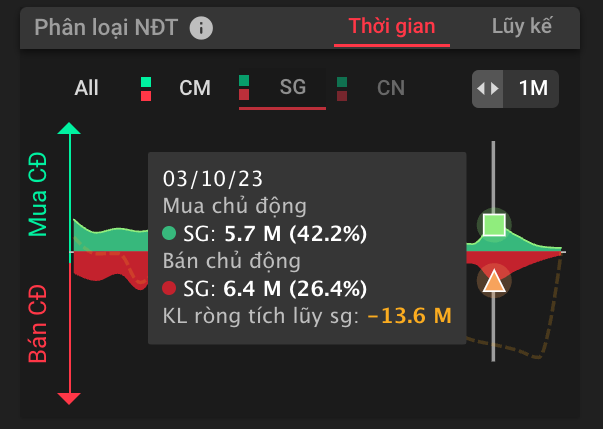 Phân loại NĐT i Thời gian Lũy kế
All CM SG CN 1M
Mua CĐ
Bán CĐ
03/10/23
Mua chủ động
SG: 5.7 M (42.2%)
Bán chủ động
SG: 6.4 M (26.4%)
KL ròng tích lũy sg: −13.6 M